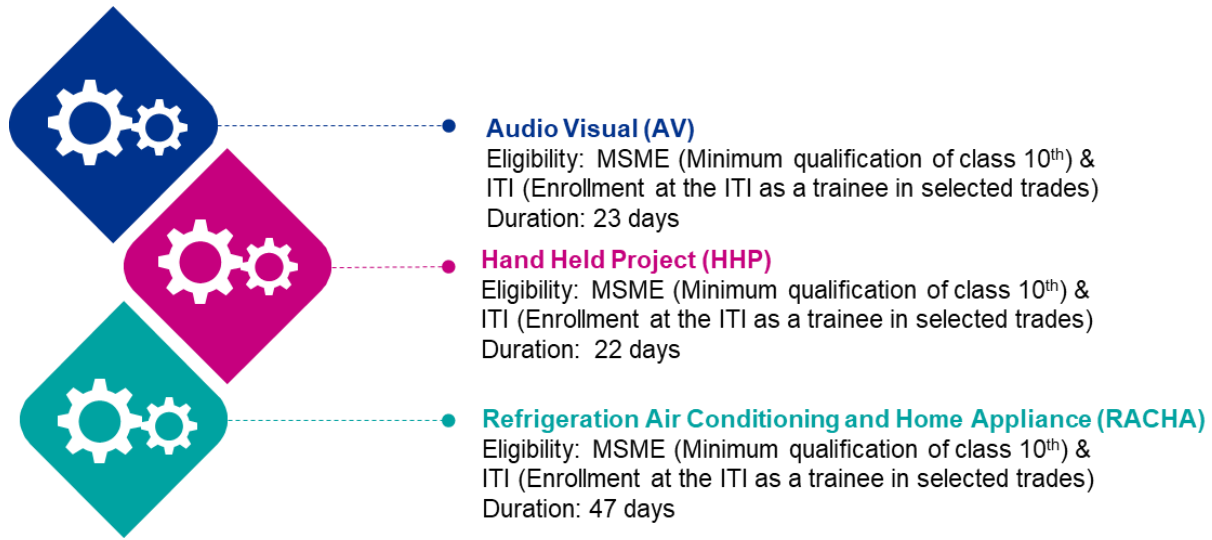 Audio Visual (AV)
Eligibility: MSME (Minimum qualification of class 10th) &
ITI (Enrollment at the ITI as a trainee in selected trades)
Duration: 23 days
Hand Held Project (HHP)
Eligibility: MSME (Minimum qualification of class 10th) &
ITI (Enrollment at the ITI as a trainee in selected trades)
Duration: 22 days
Refrigeration Air Conditioning and Home Appliance (RACHA)
Eligibility: MSME (Minimum qualification of class 10th) &
ITI (Enrollment at the ITI as a trainee in selected trades)
Duration: 47 days